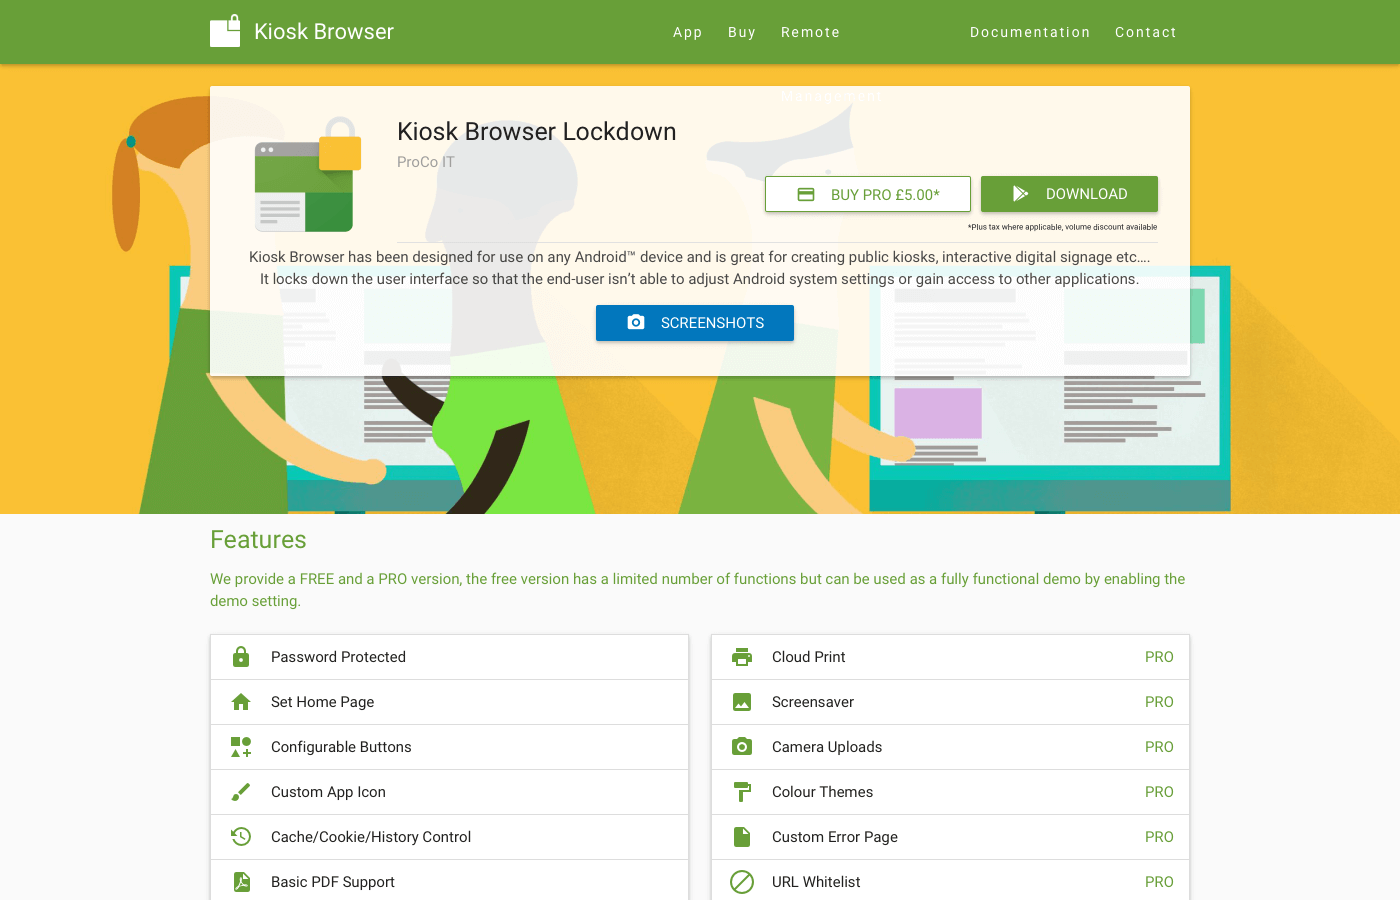 Kiosk Browser
App Buy Remote Management Documentation Contact
Kiosk Browser Lockdown
ProCo IT
BUY PRO £5.00*
DOWNLOAD
*Plus tax where applicable, volume discount available
Kiosk Browser has been designed for use on any Android™ device and is great for creating public kiosks, interactive digital signage etc....
It locks down the user interface so that the end-user isn’t able to adjust Android system settings or gain access to other applications.
SCREENSHOTS
Features
We provide a FREE and a PRO version, the free version has a limited number of functions but can be used as a fully functional demo by enabling the
demo setting.
Password Protected
Set Home Page
Configurable Buttons
Custom App Icon
Cache/Cookie/History Control
Basic PDF Support
Cloud Print PRO
Screensaver PRO
Camera Uploads PRO
Colour Themes PRO
Custom Error Page PRO
URL Whitelist PRO